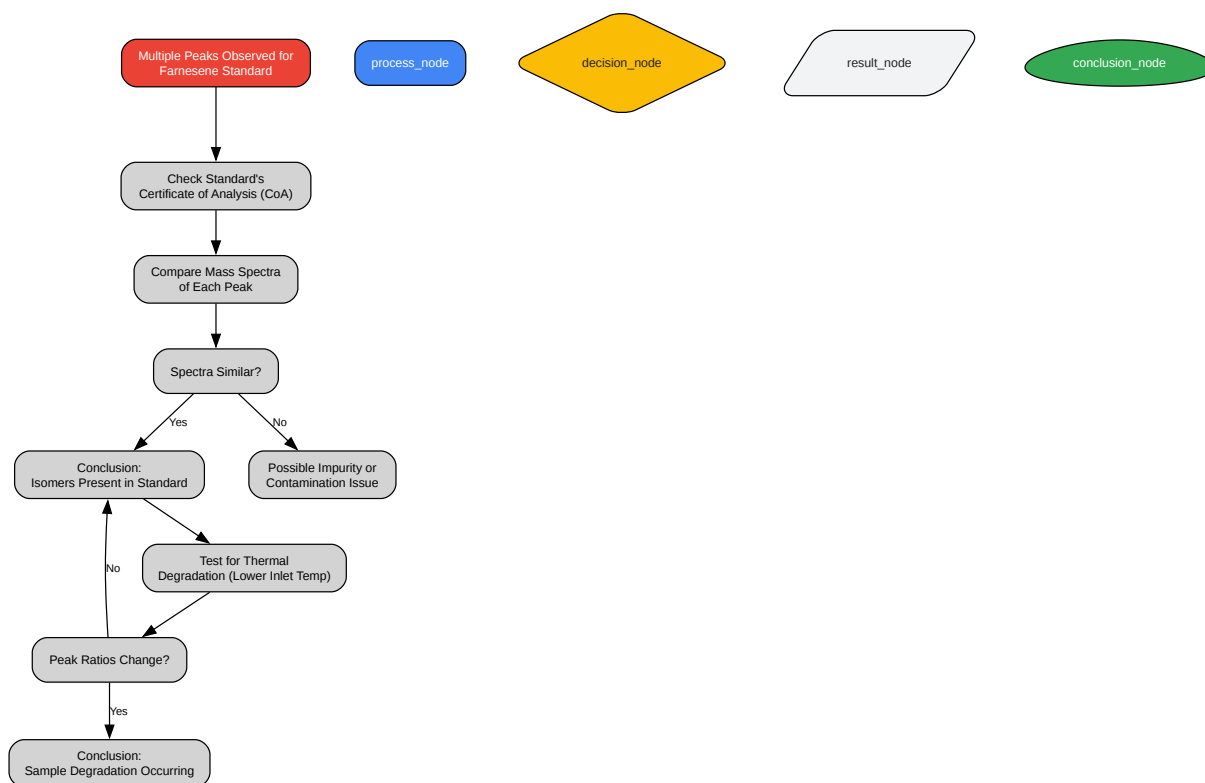 Multiple Peaks Observed for
Farnesene Standard
process_node
decision_node
result_node
conclusion_node
Check Standard's
Certificate of Analysis (CoA)
Compare Mass Spectra
of Each Peak
Spectra Similar?
Yes
No
Conclusion:
Isomers Present in Standard
Possible Impurity or
Contamination Issue
Test for Thermal
Degradation (Lower Inlet Temp)
No
Peak Ratios Change?
Yes
Conclusion:
Sample Degradation Occurring